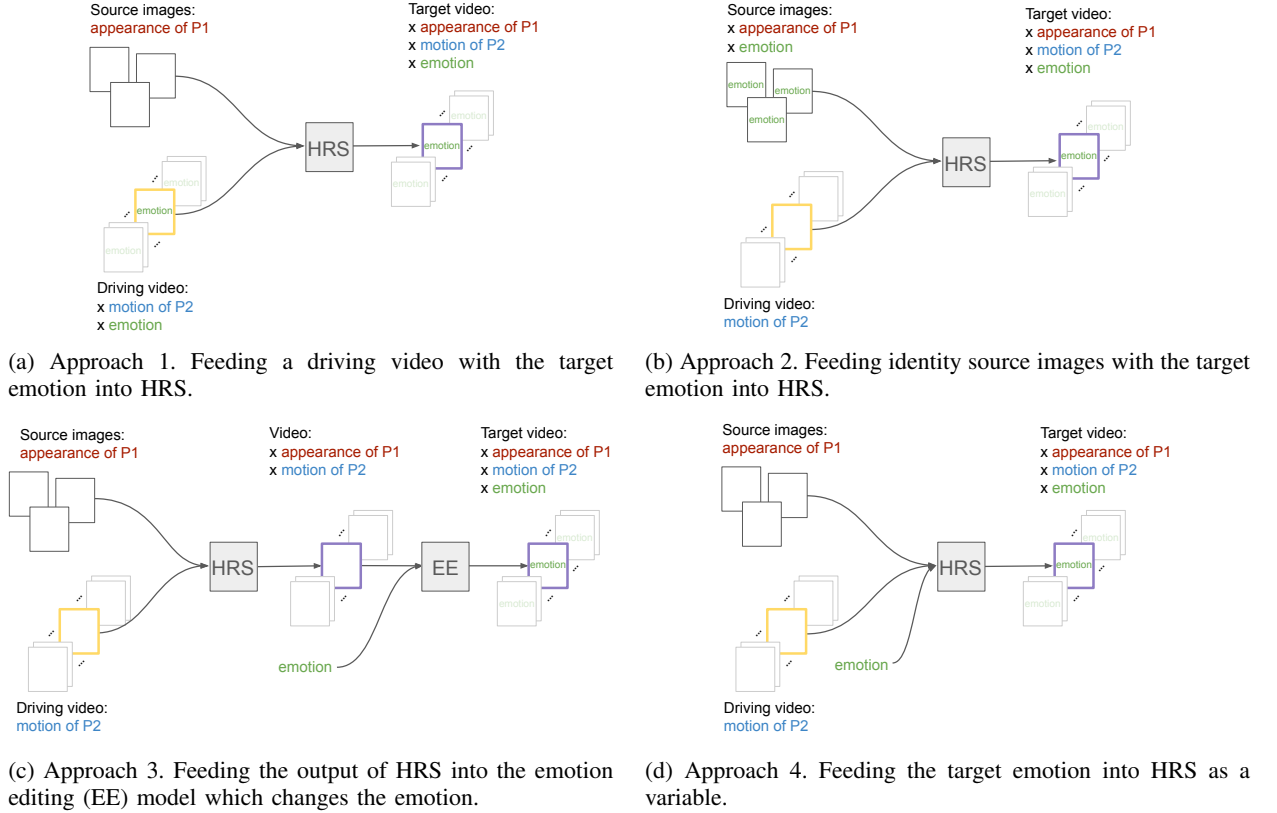 Source images:
appearance of P1
Target video:
x appearance of P1
x motion of P2
x emotion
emotion
emotion
emotion
HRS
emotion
emotion
emotion
Driving video:
x motion of P2
x emotion
(a) Approach 1. Feeding a driving video with the target
emotion into HRS.
Source images:
x appearance of P1
x emotion
Target video:
x appearance of P1
x motion of P2
x emotion
emotion
emotion
emotion
HRS
emotion
emotion
emotion
Driving video:
motion of P2
(b) Approach 2. Feeding identity source images with the target
emotion into HRS.
Source images:
appearance of P1
Video:
x appearance of P1
x motion of P2
Target video:
x appearance of P1
x motion of P2
x emotion
HRS
EE
emotion
emotion
emotion
emotion
Driving video:
motion of P2
(c) Approach 3. Feeding the output of HRS into the emotion
editing (EE) model which changes the emotion.
Source images:
appearance of P1
Target video:
x appearance of P1
x motion of P2
x emotion
HRS
emotion
emotion
emotion
emotion
Driving video:
motion of P2
(d) Approach 4. Feeding the target emotion into HRS as a
variable.